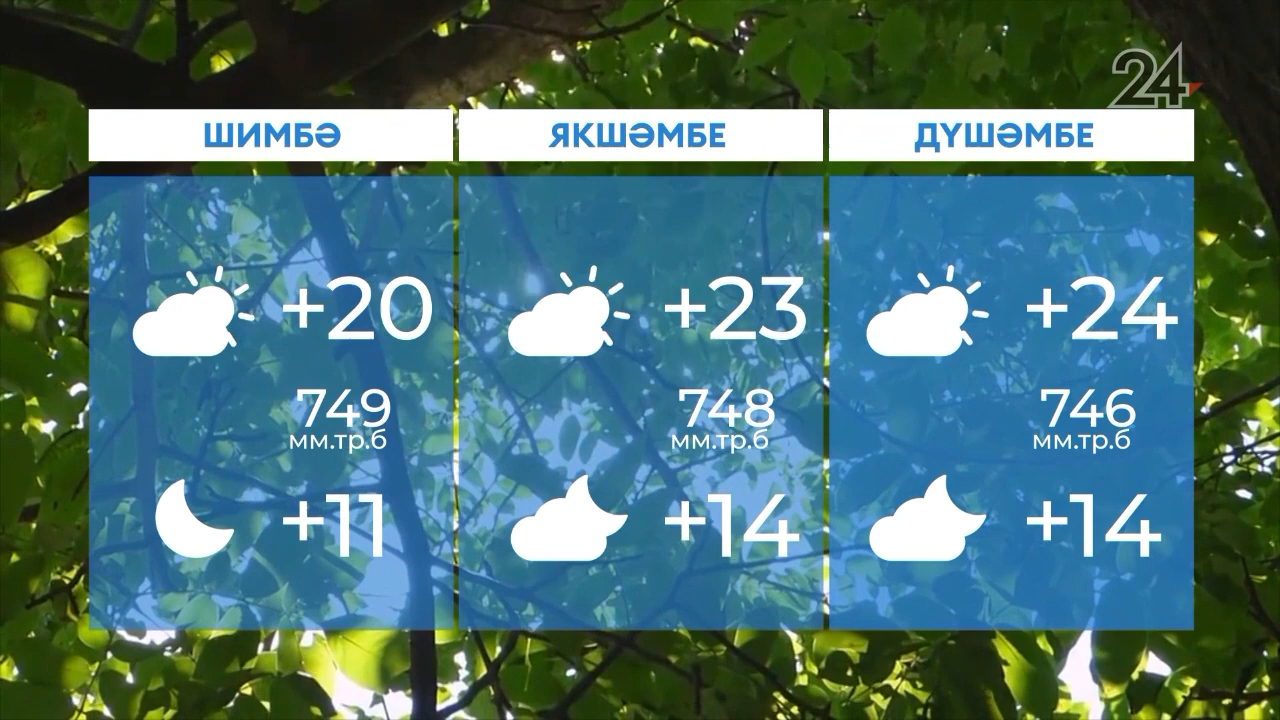 24
ШИМБӘ
ЯКШӘМБЕ
ДҮШӘМБЕ
+20
+23
+24
749
748
746
мм.тр.б
мм.тр.б
мм.тр.б
+11
+14
+14